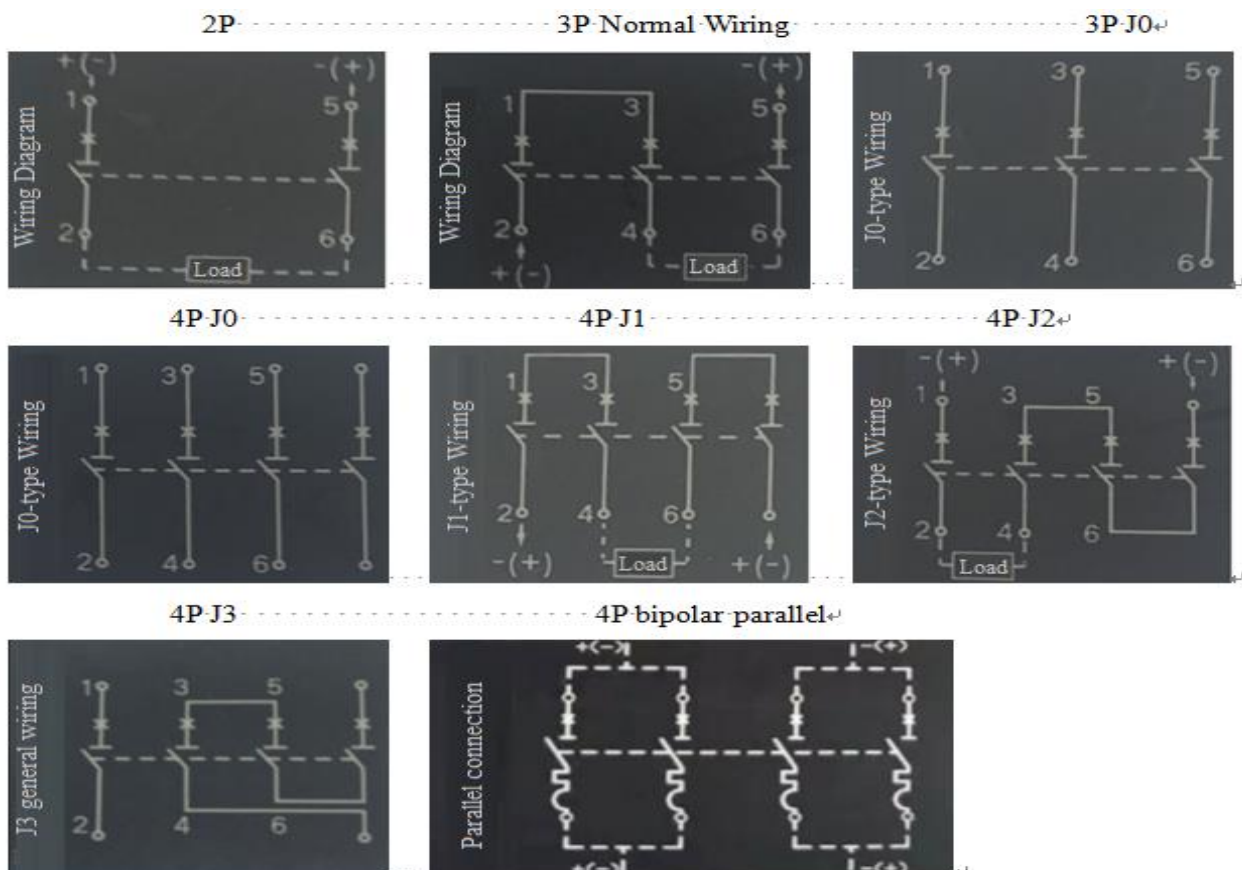 2P 3P Normal Wiring 3P J0
+(-) -(+)
1 5
Wiring Diagram
2 6
Load
-(+)
1 3 5
Wiring Diagram
2 4 6
+(-) Load
1 3 5
J0-type Wiring
2 4 6
4P J0 4P J1 4P J2
1 3 5
J0-type Wiring
2 4 6
1 3 5
J1-type Wiring
2 4 6
-(+) Load +(-)
-(+) +(-)
1 3 5
J2-type Wiring
2 4 6
Load
4P J3 4P bipolar parallel
1 3 5
J3 general wiring
2 4 6
+(-) -(+)
Parallel connection
+(-) -(+)